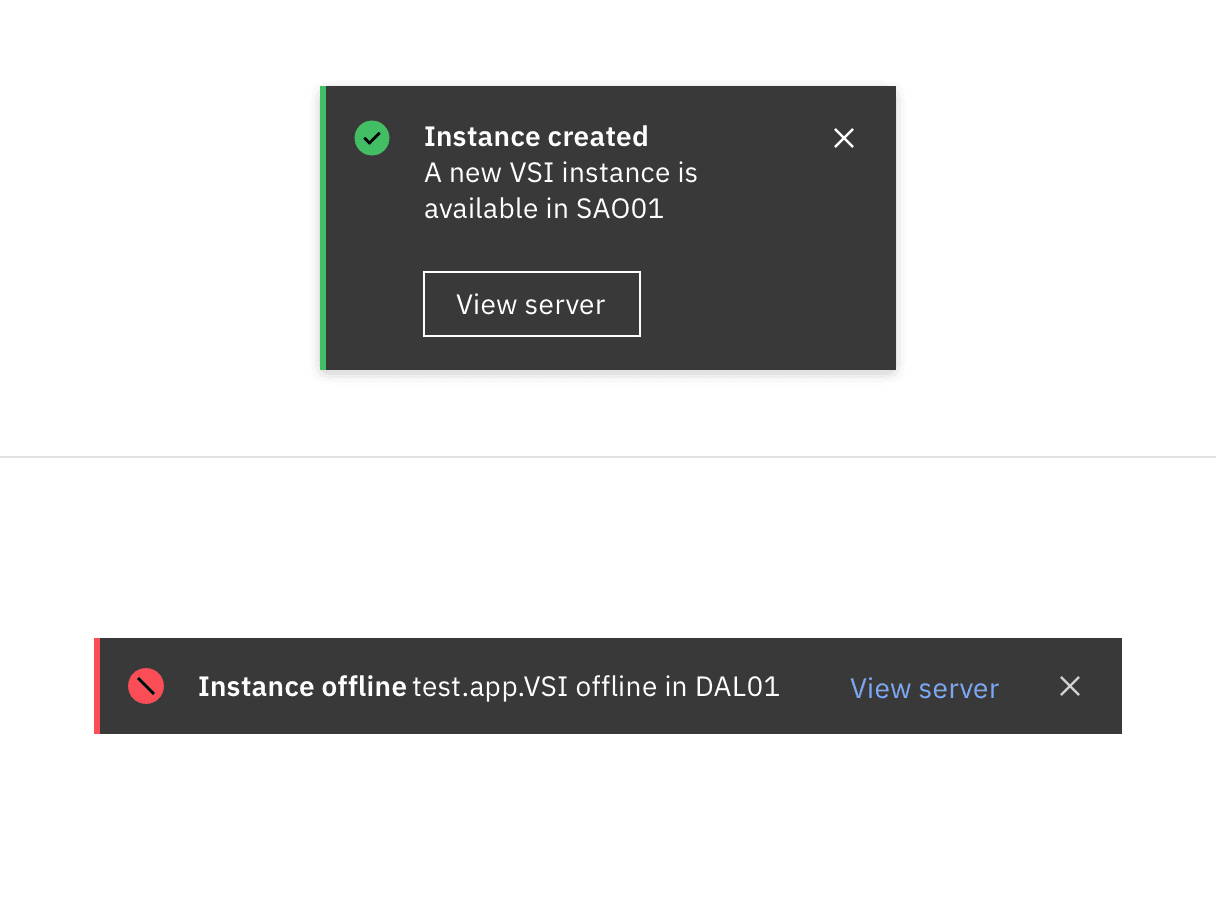 Instance created
A new VSI instance is
available in SAO01
View server
Instance offline test.app.VSI offline in DAL01
View server